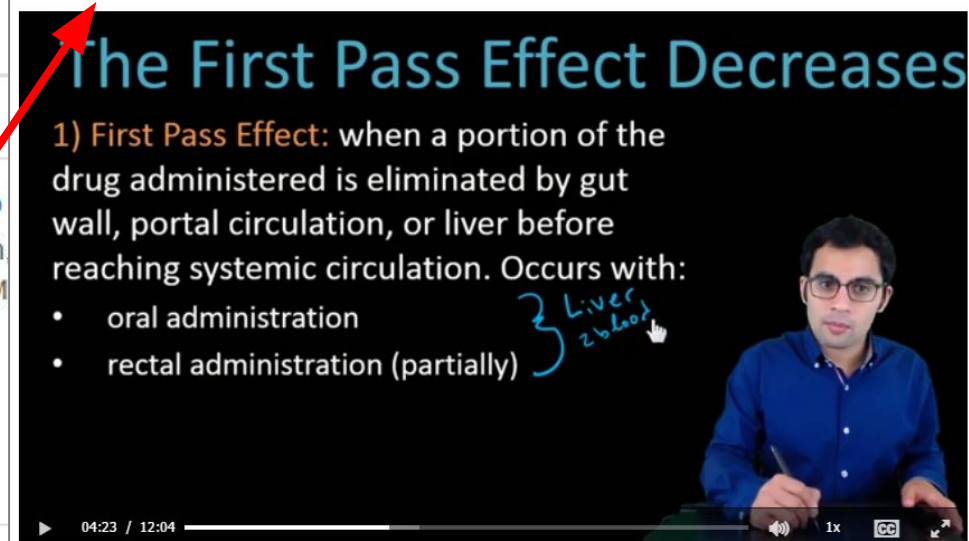 The First Pass Effect Decreases
1) First Pass Effect: when a portion of the
drug administered is eliminated by gut
wall, portal circulation, or liver before
reaching systemic circulation. Occurs with:
• oral administration
• rectal administration (partially)
Liver
2 blood
04:23 / 12:04
1x
CC